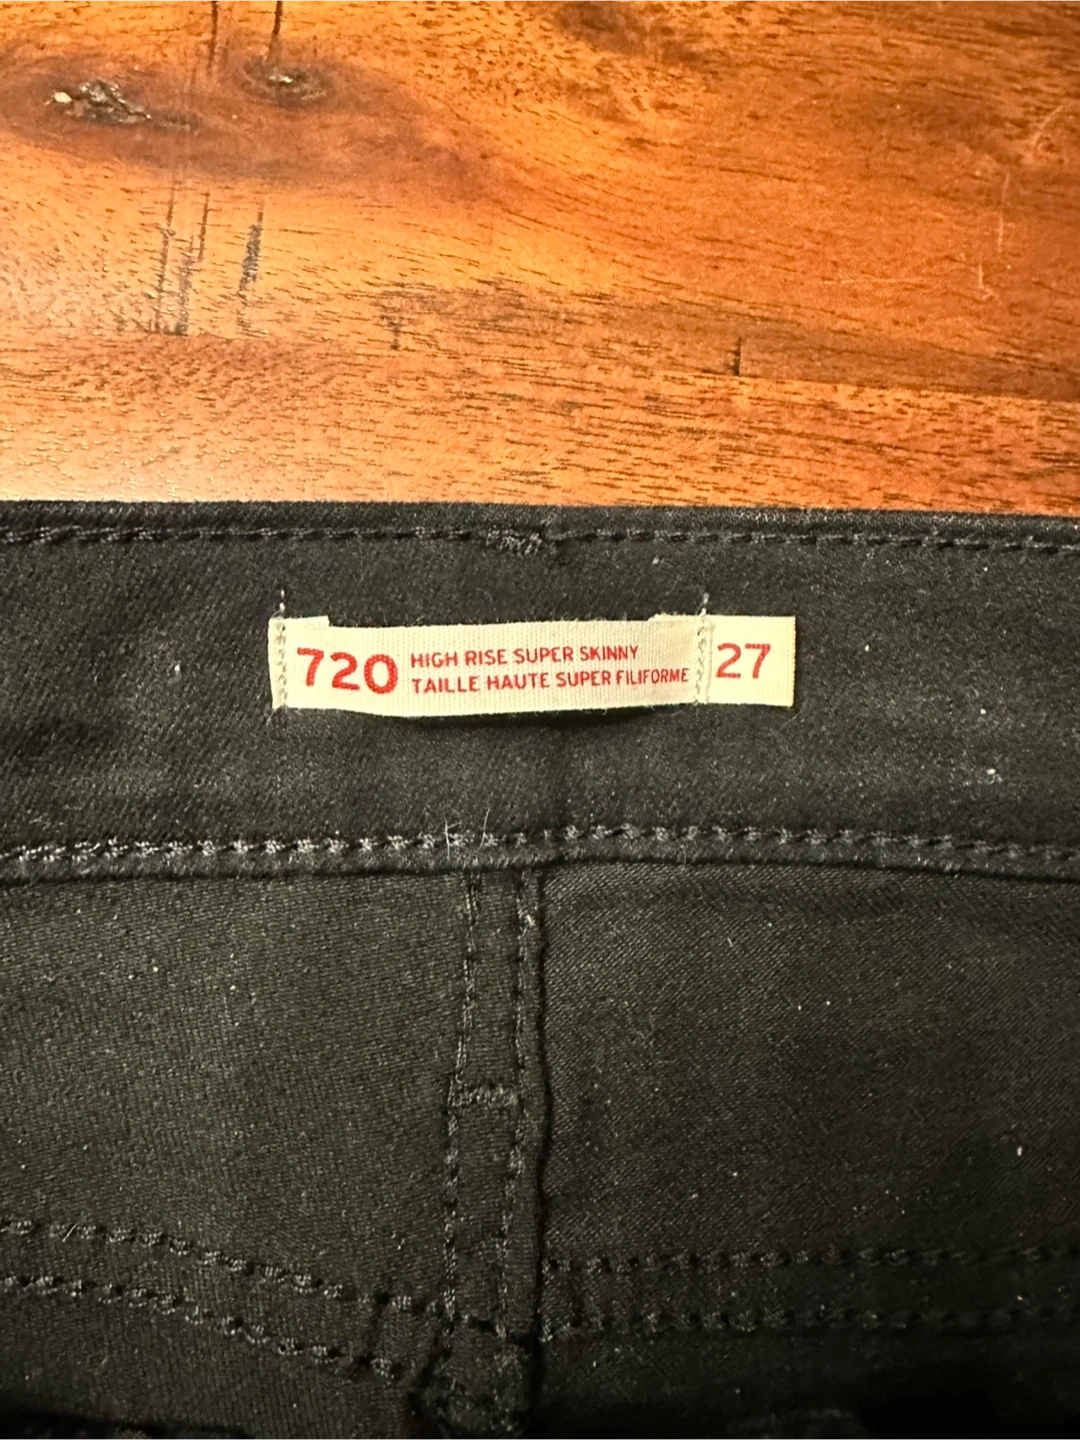 720 HIGH RISE SUPER SKINNY
TAILLE HAUTE SUPER FILIFORME
27